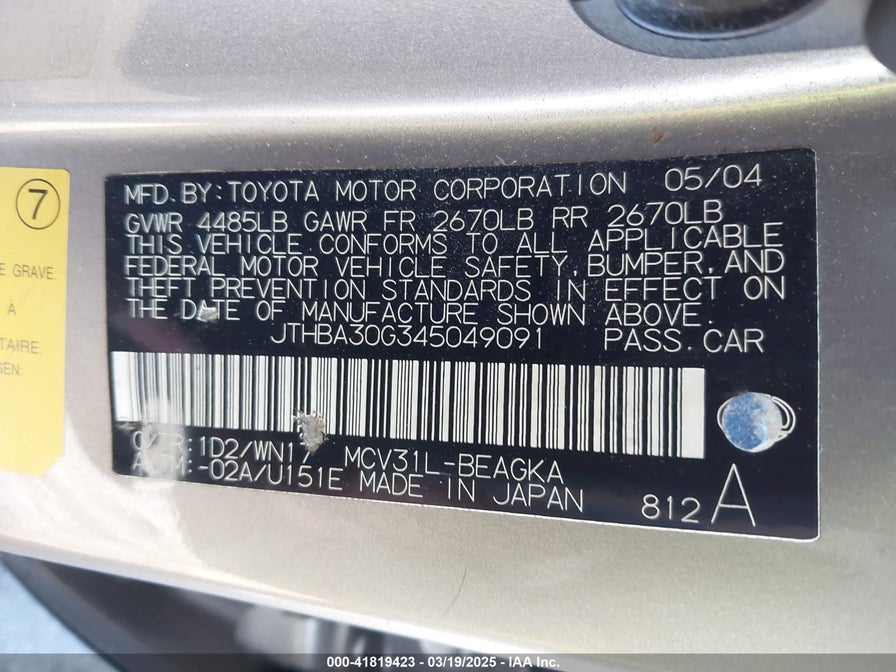 7
E GRAVE
À
TAIRE.
GEN:
MFD.BY:TOYOTA MOTOR CORPORATION 05/04
GVWR 4485LB GAWR FR 2670LB RR 2670LB
THIS VEHICLE CONFORMS TO ALL APPLICABLE
FEDERAL MOTOR VEHICLE SAFETY,BUMPER,AND
THEFT PREVENTION STANDARDS IN EFFECT ON
THE DATE OF MANUFACTURE SHOWN ABOVE.
JTHBA30G345049091 PASS.CAR
C/TR:1D2/WN17 MCV31L-BEAGKA
A/TM:-02A/U151E MADE IN JAPAN
812 A
000-41819423 - 03/19/2025 - IAA Inc.